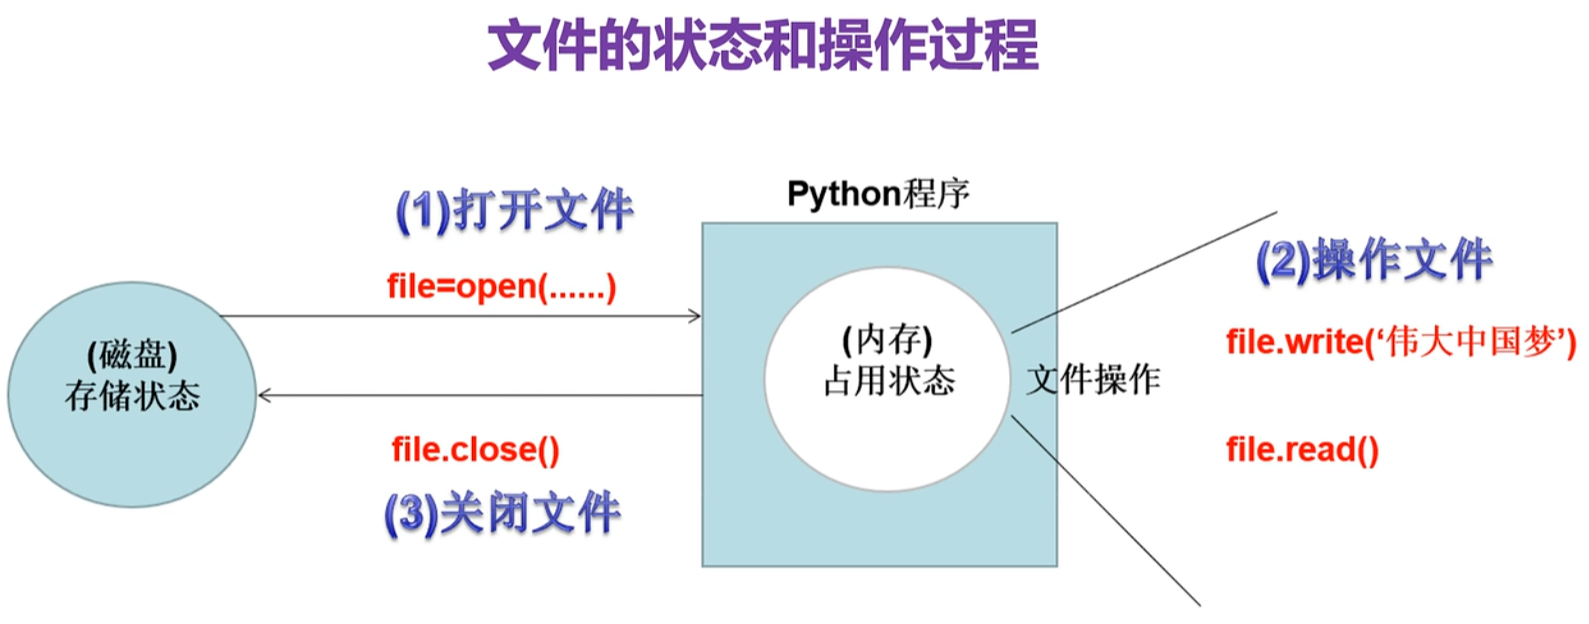 文件的状态和操作过程
(1)打开文件
file=open(......)
(磁盘)
存储状态
file.close()
(3)关闭文件
Python程序
(内存)
占用状态
文件操作
(2)操作文件
file.write(‘伟大中国梦’)
file.read()